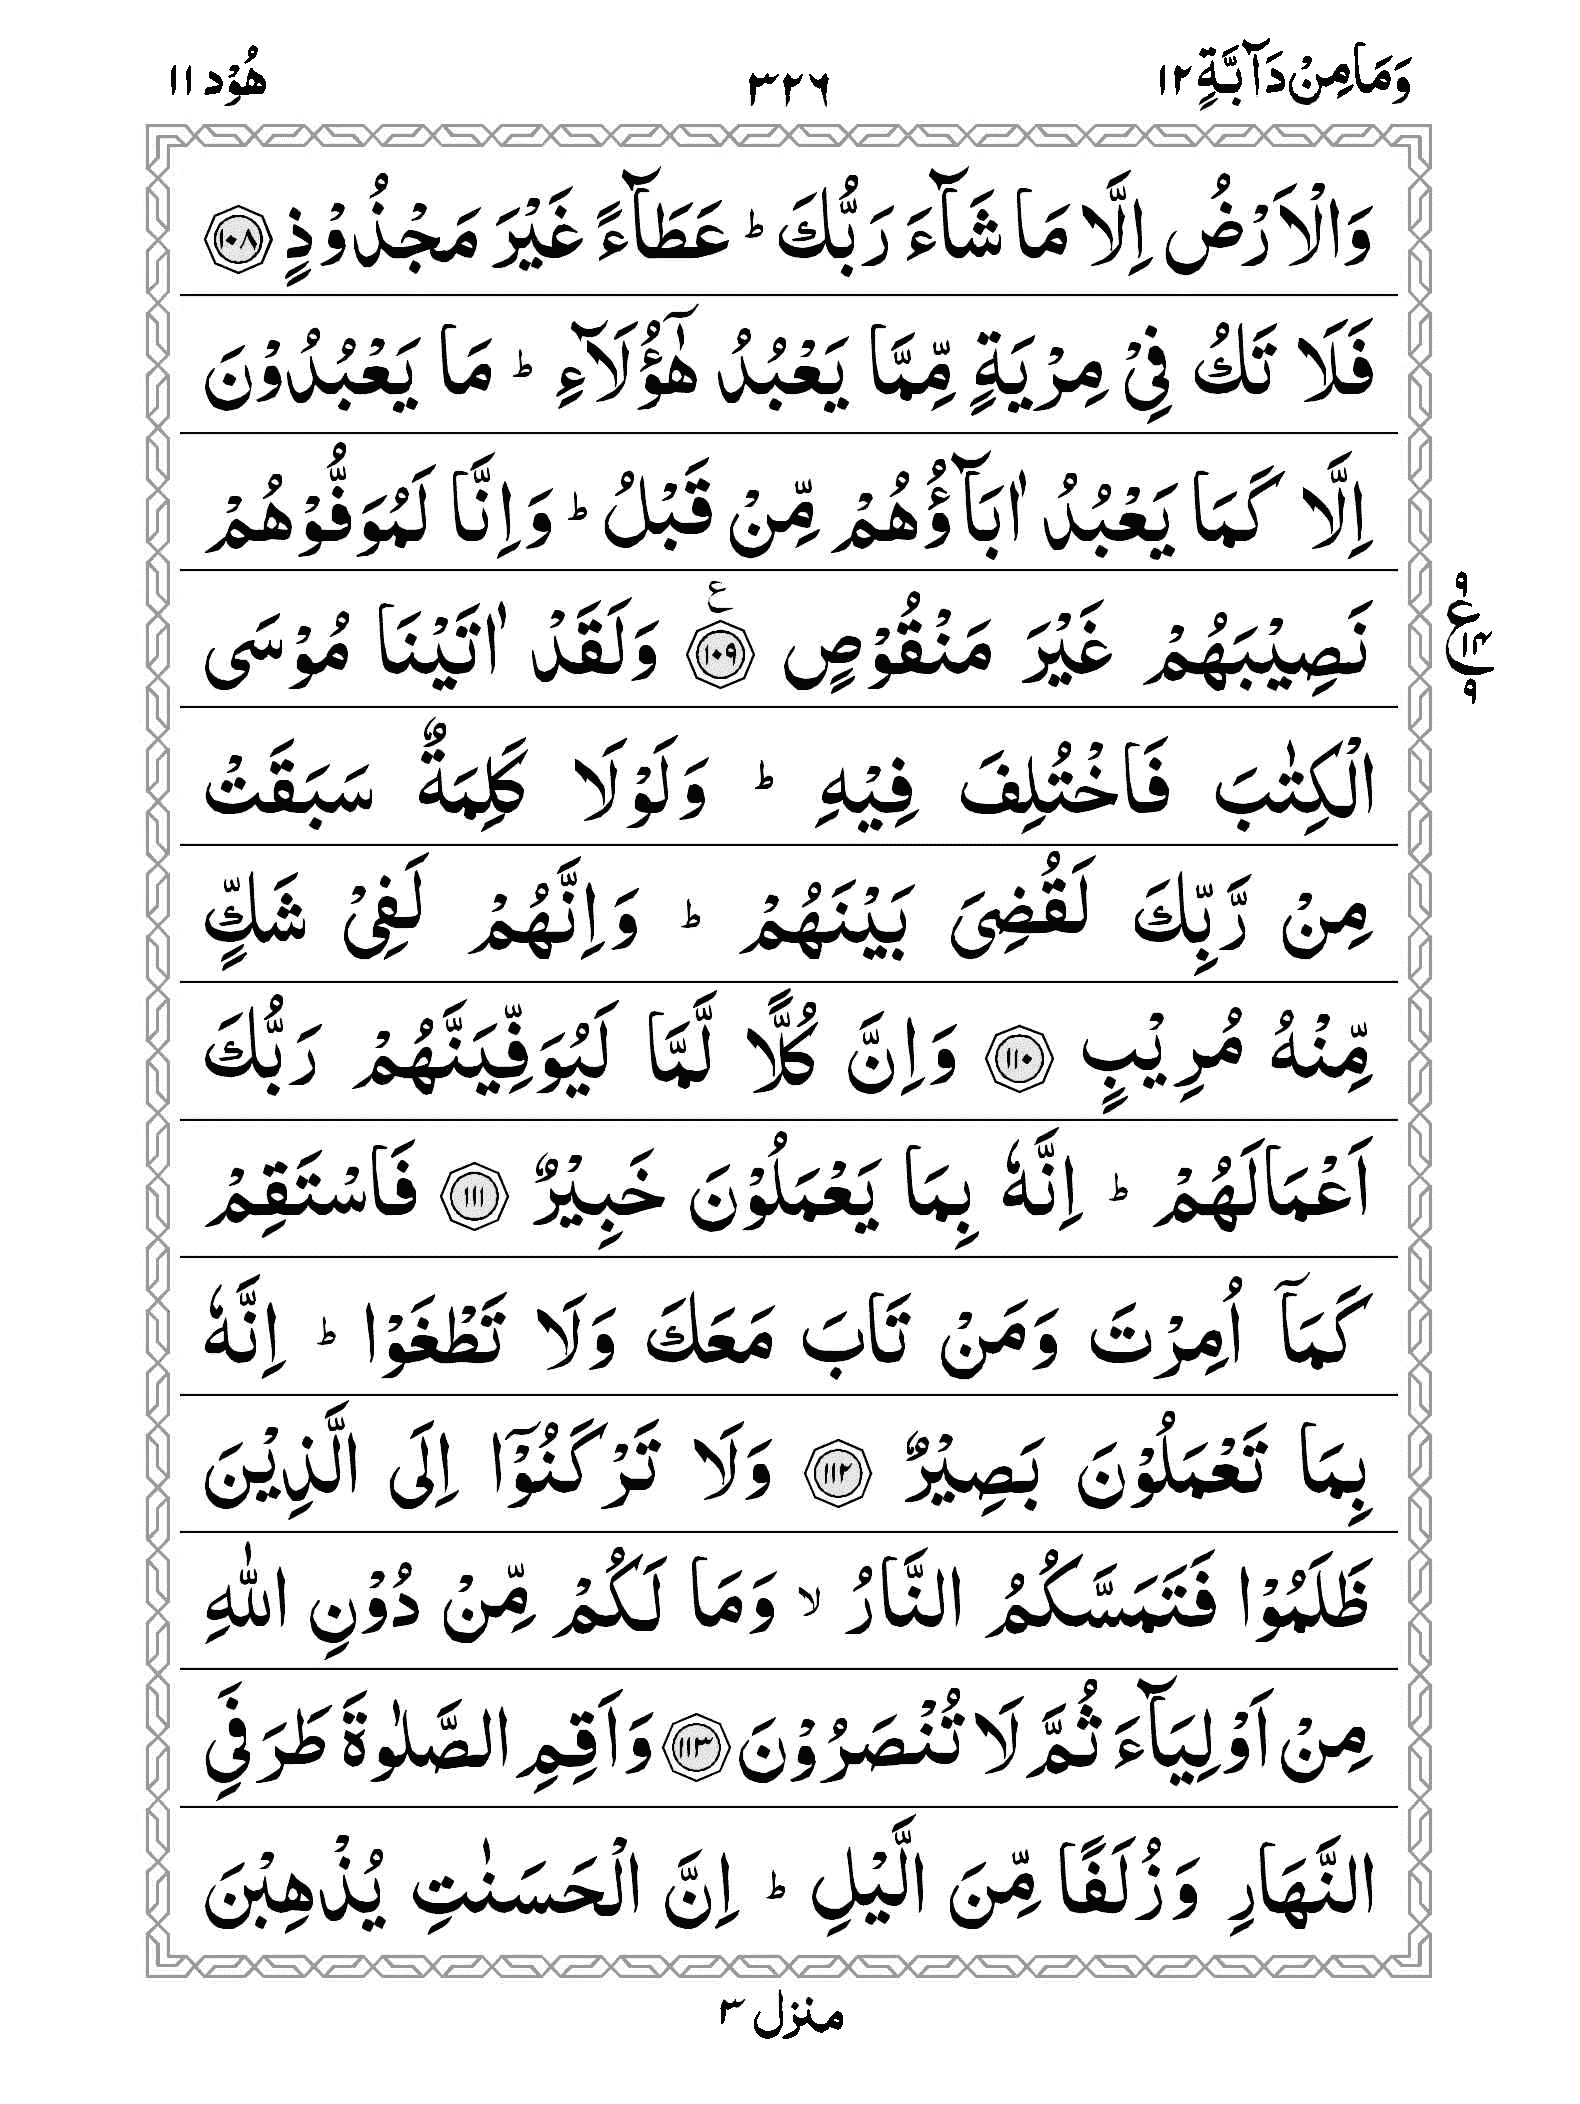 وَمَا مِنْ دَآبَّةٍ ١٢ ٣٢٦ هُوْد ١١
وَالْاَرْضُ اِلَّا مَا شَآءَ رَبُّكَ ؕ عَطَآءً غَيْرَ مَجْذُوْذٍ ﴿١٠٨﴾
فَلَا تَكُ فِيْ مِرْيَةٍ مِّمَّا يَعْبُدُ هٰٓؤُلَآءِ ؕ مَا يَعْبُدُوْنَ
اِلَّا كَمَا يَعْبُدُ اٰبَآؤُهُمْ مِّنْ قَبْلُ ؕ وَاِنَّا لَمُوَفُّوْهُمْ
نَصِيْبَهُمْ غَيْرَ مَنْقُوْصٍ ﴿١٠٩﴾ ع وَلَقَدْ اٰتَيْنَا مُوْسَى
٩ ع ١٤ ٩
الْكِتٰبَ فَاخْتُلِفَ فِيْهِ ؕ وَلَوْلَا كَلِمَةٌ سَبَقَتْ
مِنْ رَّبِّكَ لَقُضِيَ بَيْنَهُمْ ؕ وَاِنَّهُمْ لَفِيْ شَكٍّ
مِّنْهُ مُرِيْبٍ ﴿١١٠﴾ وَاِنَّ كُلًّا لَّمَّا لَيُوَفِّيَنَّهُمْ رَبُّكَ
اَعْمَالَهُمْ ؕ اِنَّهٗ بِمَا يَعْمَلُوْنَ خَبِيْرٌ ﴿١١١﴾ فَاسْتَقِمْ
كَمَآ اُمِرْتَ وَمَنْ تَابَ مَعَكَ وَلَا تَطْغَوْا ؕ اِنَّهٗ
بِمَا تَعْمَلُوْنَ بَصِيْرٌ ﴿١١٢﴾ وَلَا تَرْكَنُوْٓا اِلَى الَّذِيْنَ
ظَلَمُوْا فَتَمَسَّكُمُ النَّارُ ۙ وَمَا لَكُمْ مِّنْ دُوْنِ اللهِ
مِنْ اَوْلِيَآءَ ثُمَّ لَا تُنْصَرُوْنَ ﴿١١٣﴾ وَاَقِمِ الصَّلٰوةَ طَرَفَيِ
النَّهَارِ وَزُلَفًا مِّنَ الَّيْلِ ؕ اِنَّ الْحَسَنٰتِ يُذْهِبْنَ
منزل ٣